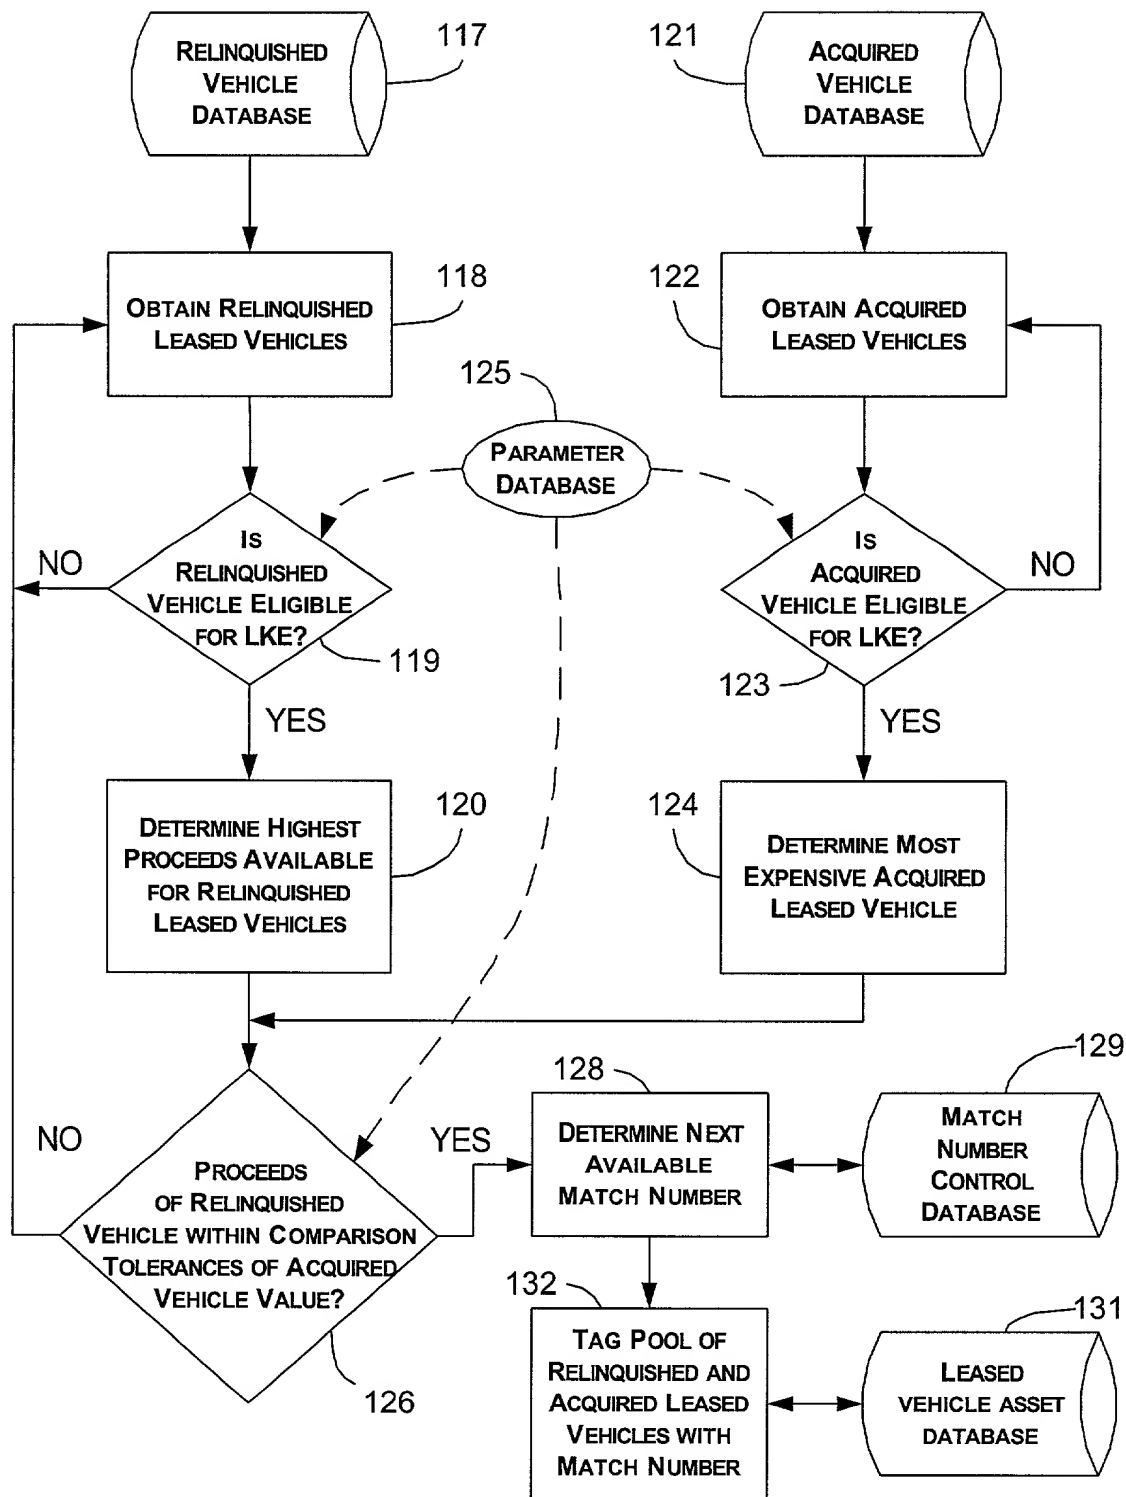 RELINQUISHED
VEHICLE
DATABASE
117
121
ACQUIRED
VEHICLE
DATABASE
OBTAIN RELINQUISHED
LEASED VEHICLES
118
122
OBTAIN ACQUIRED
LEASED VEHICLES
125
PARAMETER
DATABASE
NO
IS
RELINQUISHED
VEHICLE ELIGIBLE
FOR LKE?
119
IS
ACQUIRED
VEHICLE ELIGIBLE
FOR LKE?
NO
123
YES
YES
DETERMINE HIGHEST
PROCEEDS AVAILABLE
FOR RELINQUISHED
LEASED VEHICLES
120
124
DETERMINE MOST
EXPENSIVE ACQUIRED
LEASED VEHICLE
NO
PROCEEDS
OF RELINQUISHED
VEHICLE WITHIN COMPARISON
TOLERANCES OF ACQUIRED
VEHICLE VALUE?
126
YES
128
DETERMINE NEXT
AVAILABLE
MATCH NUMBER
129
MATCH
NUMBER
CONTROL
DATABASE
132
TAG POOL OF
RELINQUISHED AND
ACQUIRED LEASED
VEHICLES WITH
MATCH NUMBER
131
LEASED
VEHICLE ASSET
DATABASE